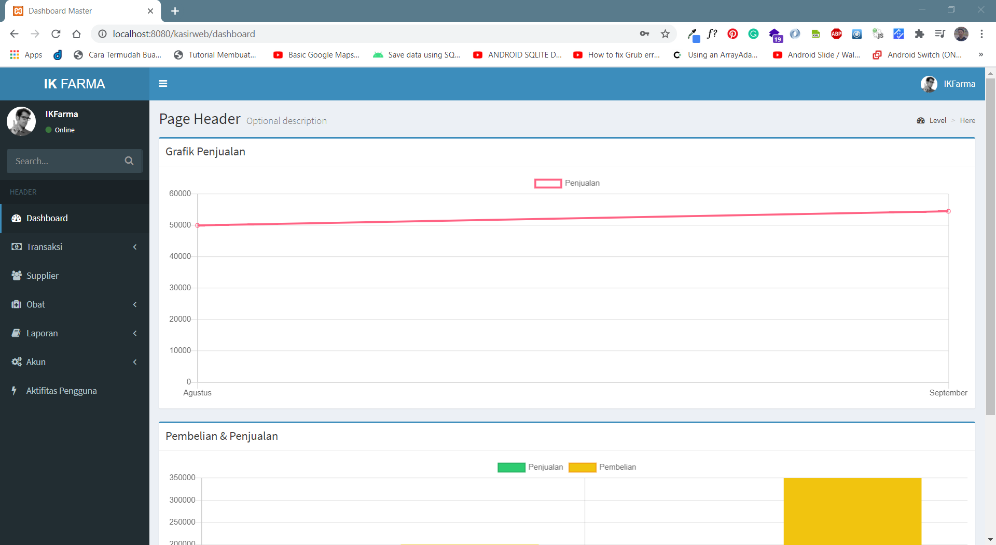 Dashboard Master
localhost:8080/kasirweb/dashboard
Apps
Cara Termudah Bua...
Tutorial Membuat...
Basic Google Maps...
Save data using SQ...
ANDROID SQLITE D...
How to fix Grub err...
Using an ArrayAda...
Android Slide / Wal...
Android Switch (ON...
»
f?
19
ABP
JS
IK FARMA
IKFarma
IKFarma
Online
Page Header Optional description
Level > Here
Search...
HEADER
Dashboard
Transaksi
Supplier
Obat
Laporan
Akun
Aktifitas Pengguna
Grafik Penjualan
Penjualan
60000
50000
40000
30000
20000
10000
0
Agustus
September
Pembelian & Penjualan
Penjualan
Pembelian
350000
300000
250000
200000